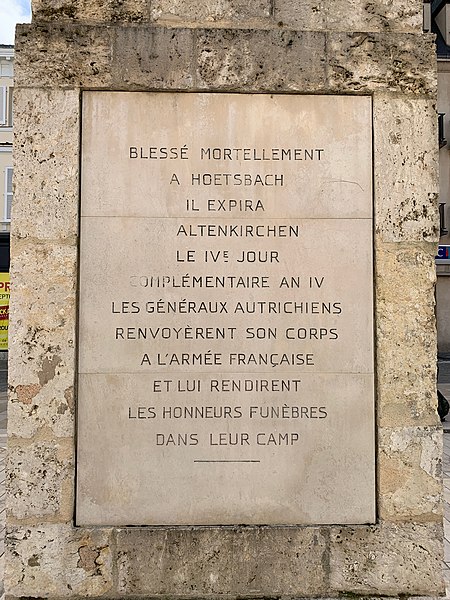 BLESSÉ MORTELLEMENT
A HOETSBACH
IL EXPIRA
ALTENKIRCHEN
LE IVE JOUR
COMPLÉMENTAIRE AN IV
LES GÉNÉRAUX AUTRICHIENS
RENVOYÈRENT SON CORPS
A L'ARMÉE FRANÇAISE
ET LUI RENDIRENT
LES HONNEURS FUNÈBRES
DANS LEUR CAMP